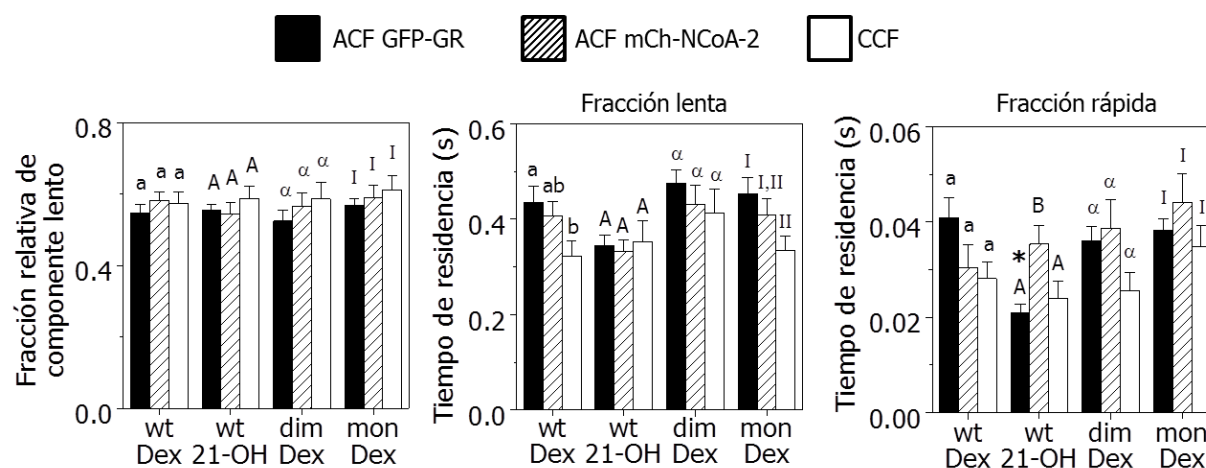 ACF GFP-GR ACF mCh-NCoA-2 CCF
Fracción relativa de
componente lento
0.8
0.4
0.0
a a a A A A α α α I I I
wt wt dim mon
Dex 21-OH Dex Dex
Fracción lenta
Tiempo de residencia (s)
0.6
0.4
0.2
0.0
a ab b A A A α α α I I,II II
wt wt dim mon
Dex 21-OH Dex Dex
Fracción rápida
Tiempo de residencia (s)
0.06
0.04
0.02
0.00
a a a * A B A α α α I I I
wt wt dim mon
Dex 21-OH Dex Dex